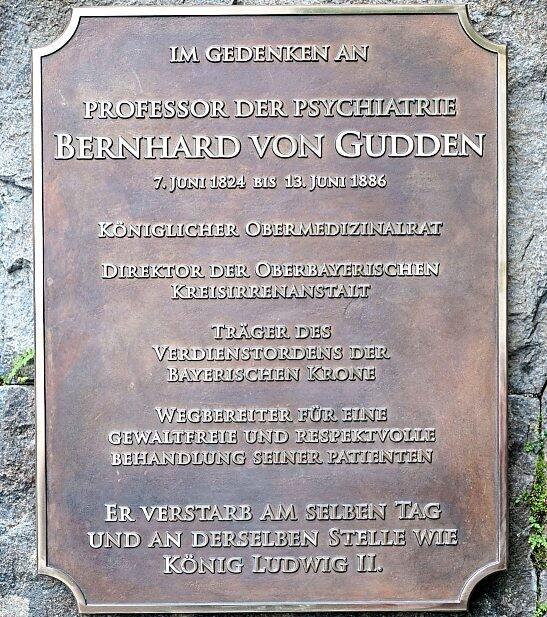 IM GEDENKEN AN
PROFESSOR DER PSYCHIATRIE
BERNHARD VON GUDDEN
7. JUNI 1824 BIS 13. JUNI 1886
KÖNIGLICHER OBERMEDIZINALRAT
DIREKTOR DER OBERBAYERISCHEN
KREISIRRENANSTALT
TRÄGER DES
VERDIENSTORDENS DER
BAYERISCHEN KRONE
WEGBEREITER FÜR EINE
GEWALTFREIE UND RESPEKTVOLLE
BEHANDLUNG SEINER PATIENTEN
ER VERSTARB AM SELBEN TAG
UND AN DERSELBEN STELLE WIE
KÖNIG LUDWIG II.